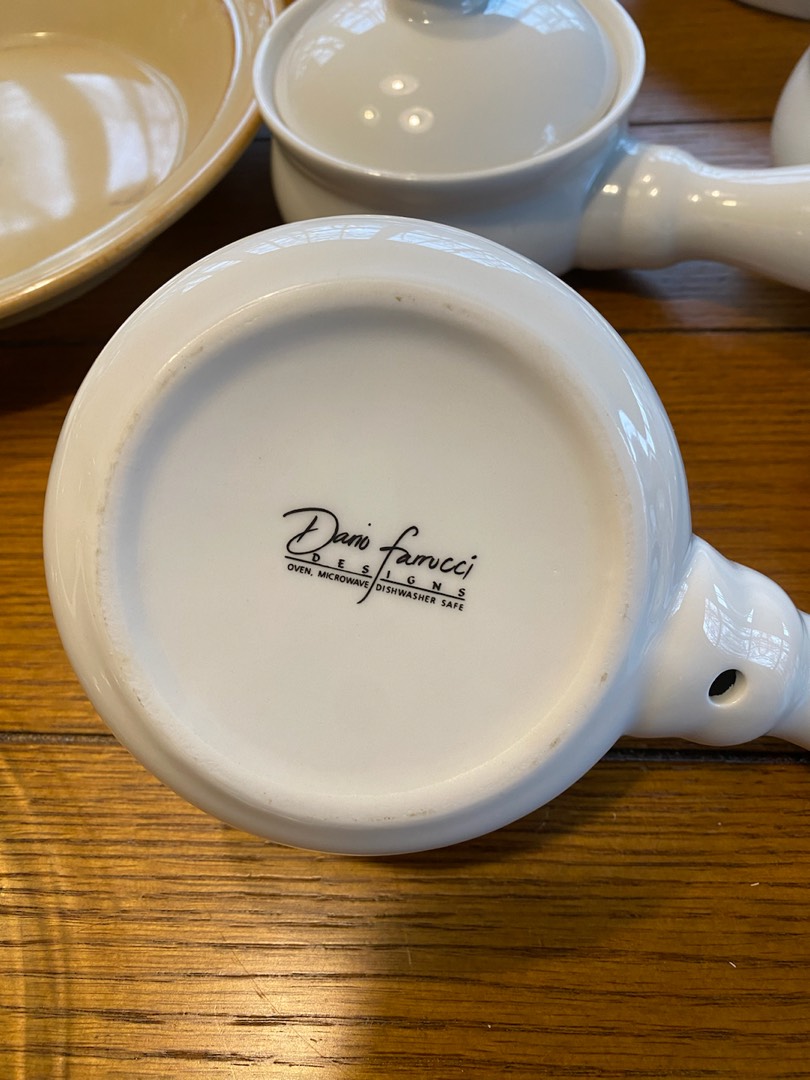 Dario farrucci
DESIGNS
OVEN, MICROWAVE DISHWASHER SAFE